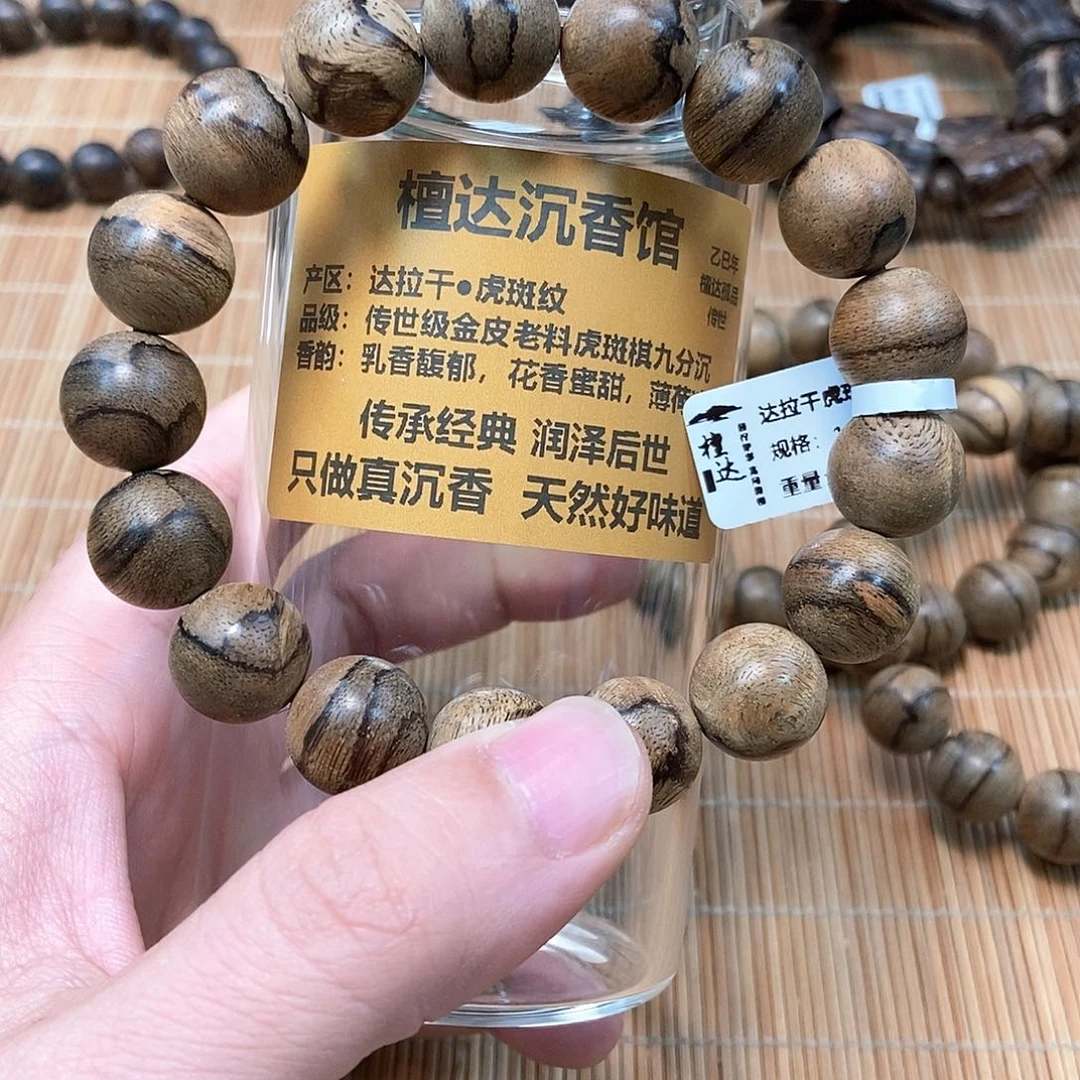 檀达沉香馆
乙巳年
檀达孤品
传世
产区：达拉干●虎斑纹
品级：传世级金皮老料虎斑棋九分沉
香韵：乳香馥郁，花香蜜甜，薄荷
传承经典 润泽后世
只做真沉香 天然好味道
檀达
达拉干虎
规格：
重量